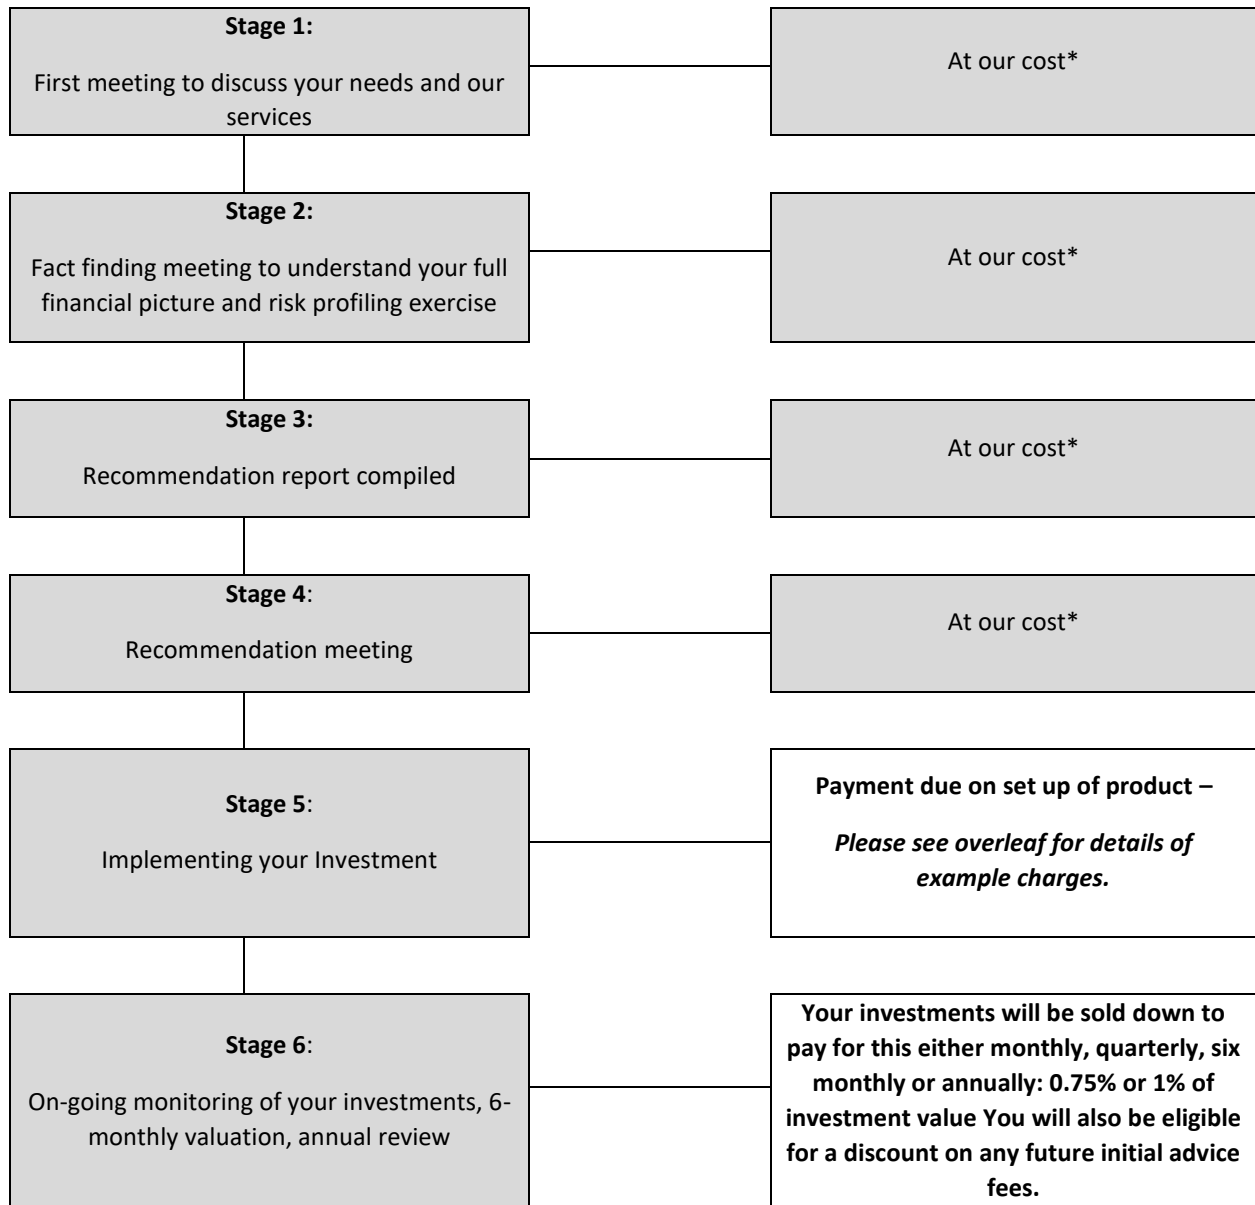 Stage 1:
First meeting to discuss your needs and our
services
At our cost*
Stage 2:
Fact finding meeting to understand your full
financial picture and risk profiling exercise
At our cost*
Stage 3:
Recommendation report compiled
At our cost*
Stage 4:
Recommendation meeting
At our cost*
Stage 5:
Implementing your Investment
Payment due on set up of product –
Please see overleaf for details of
example charges.
Stage 6:
On-going monitoring of your investments, 6-
monthly valuation, annual review
Your investments will be sold down to
pay for this either monthly, quarterly, six
monthly or annually: 0.75% or 1% of
investment value You will also be eligible
for a discount on any future initial advice
fees.